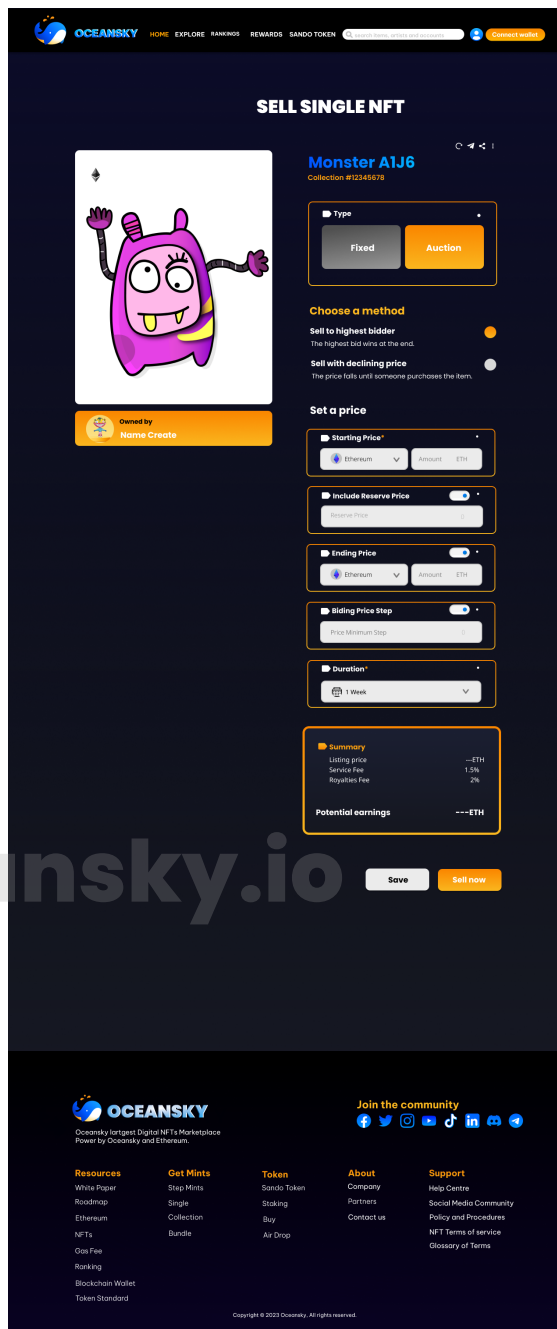 OCEANSKY HOME EXPLORE RANKINGS REWARDS SANDO TOKEN search items, artists and accounts Connect wallet
SELL SINGLE NFT
Monster A1J6
Collection #12345678
Type
Fixed Auction
Choose a method
Sell to highest bidder
The highest bid wins at the end.
Sell with declining price
The price falls until someone purchases the item.
Owned by
Name Create
Set a price
Starting Price*
Ethereum Amount ETH
Include Reserve Price
Reserve Price 0
Ending Price
Ethereum Amount ETH
Biding Price Step
Price Minimum Step 0
Duration*
1 Week
Summary
Listing price ---ETH
Service Fee 1.5%
Royalties Fee 2%
Potential earnings ---ETH
ansky.io
Save Sell now
OCEANSKY
Oceansky lartgest Digital NFTs Marketplace
Power by Oceansky and Ethereum.
Join the community
Resources
White Paper
Roadmap
Ethereum
NFTs
Gas Fee
Ranking
Blockchain Wallet
Token Standard
Get Mints
Step Mints
Single
Collection
Bundle
Token
Sando Token
Staking
Buy
Air Drop
About
Company
Partners
Contact us
Support
Help Centre
Social Media Community
Policy and Procedures
NFT Terms of service
Glossary of Terms
Copyright © 2023 Oceansky, All rights reserved.